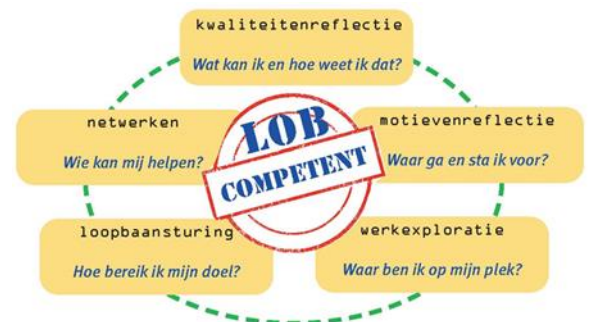 kwaliteitenreflectie
Wat kan ik en hoe weet ik dat?
netwerken
Wie kan mij helpen?
LOB
COMPETENT
motievenreflectie
Waar ga en sta ik voor?
loopbaansturing
Hoe bereik ik mijn doel?
werkexploratie
Waar ben ik op mijn plek?